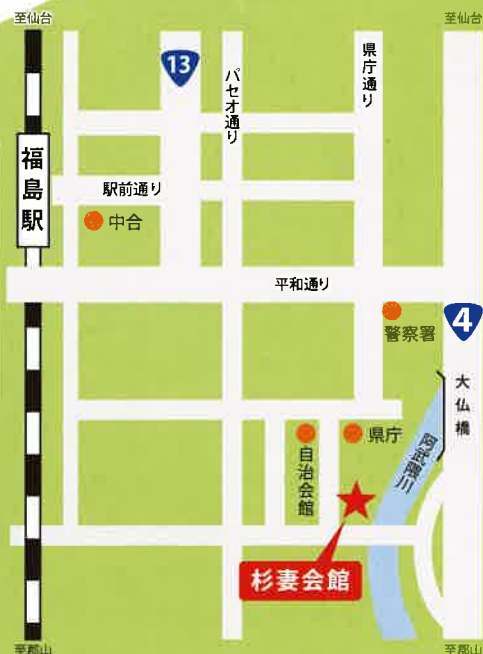 至仙台
至仙台
13
パセオ通り
県庁通り
福島駅
駅前通り
中合
平和通り
警察署
4
大仏橋
県庁
自治会館
阿武隈川
杉妻会館
至郡山
至郡山